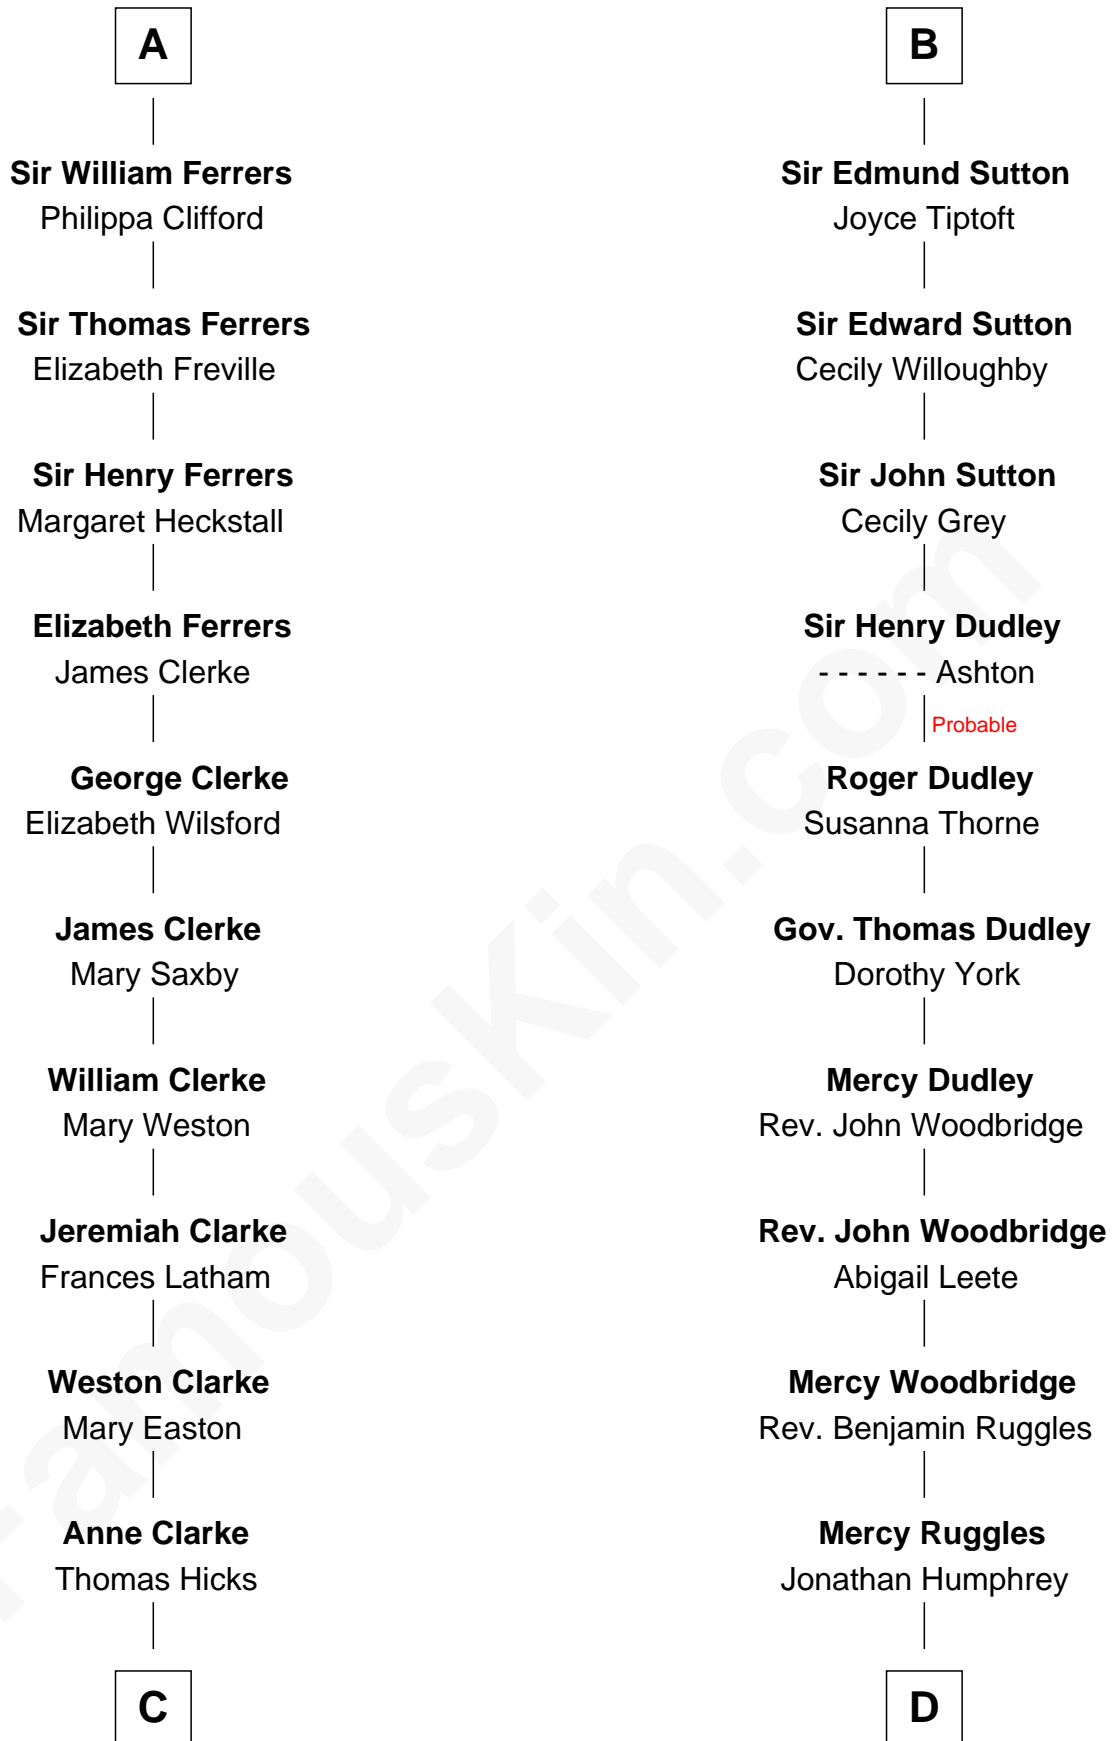 A
Sir William Ferrers
Philippa Clifford
Sir Thomas Ferrers
Elizabeth Freville
Sir Henry Ferrers
Margaret Heckstall
Elizabeth Ferrers
James Clerke
George Clerke
Elizabeth Wilsford
James Clerke
Mary Saxby
William Clerke
Mary Weston
Jeremiah Clarke
Frances Latham
Weston Clarke
Mary Easton
Anne Clarke
Thomas Hicks
C
B
Sir Edmund Sutton
Joyce Tiptoft
Sir Edward Sutton
Cecily Willoughby
Sir John Sutton
Cecily Grey
Sir Henry Dudley
- - - - - - Ashton
Probable
Roger Dudley
Susanna Thorne
Gov. Thomas Dudley
Dorothy York
Mercy Dudley
Rev. John Woodbridge
Rev. John Woodbridge
Abigail Leete
Mercy Woodbridge
Rev. Benjamin Ruggles
Mercy Ruggles
Jonathan Humphrey
D
FamousKin.com